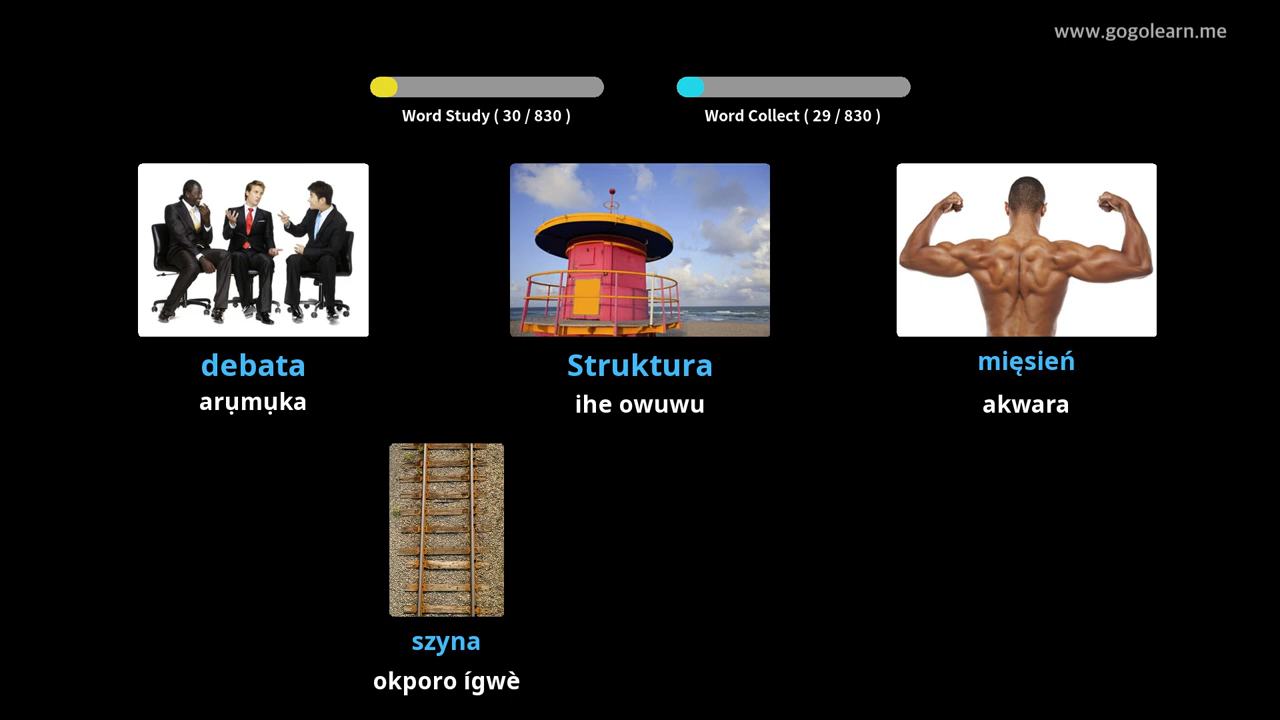 www.gogolearn.me
Word Study ( 30 / 830 )
Word Collect ( 29 / 830 )
debata
arụmụka
Struktura
ihe owuwu
mięsień
akwara
szyna
okporo ígwè